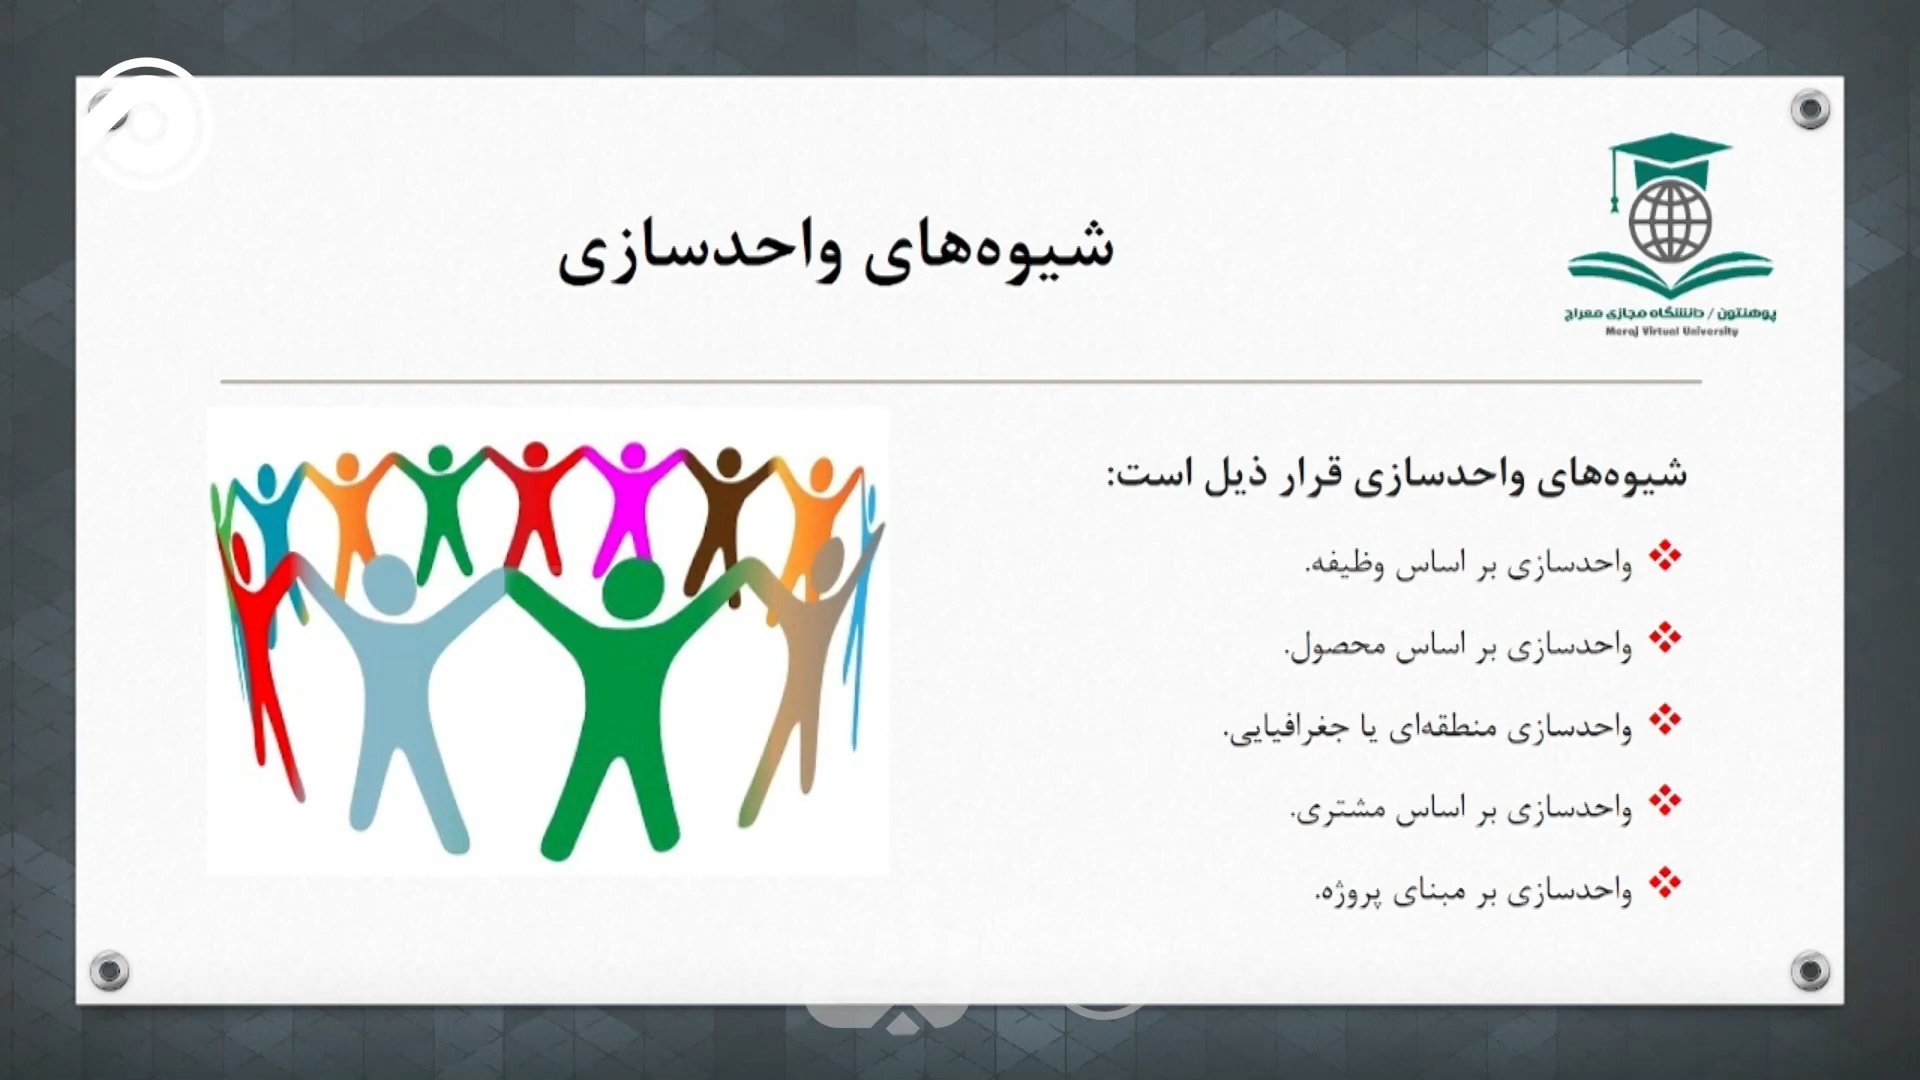 شیوه‌های واحدسازی
پوهنتون / دانشگاه مجازی معراج
Meraj Virtual University
شیوه‌های واحدسازی قرار ذیل است:
واحدسازی بر اساس وظیفه.
واحدسازی بر اساس محصول.
واحدسازی منطقه‌ای یا جغرافیایی.
واحدسازی بر اساس مشتری.
واحدسازی بر مبنای پروژه.